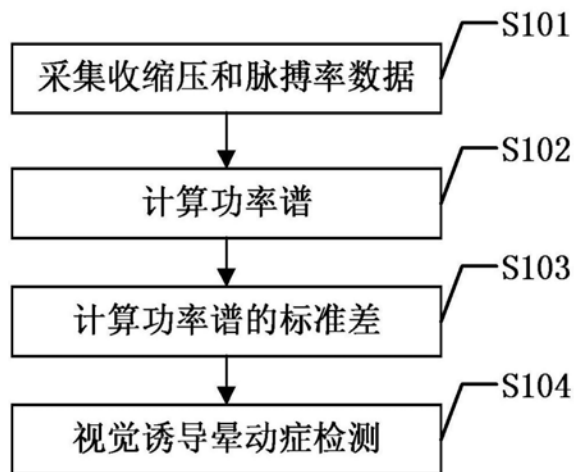 S101
采集收缩压和脉搏率数据
S102
计算功率谱
S103
计算功率谱的标准差
S104
视觉诱导晕动症检测